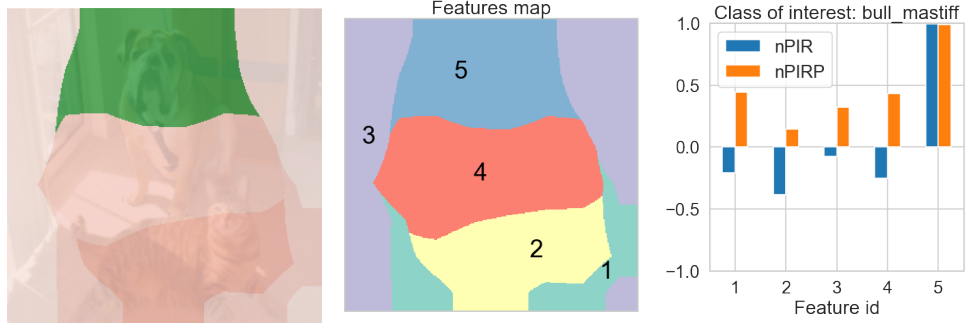 Features map
5
3
4
2
1
Class of interest: bull_mastiff
nPIR
nPIRP
1.0
0.5
0.0
−0.5
−1.0
1 2 3 4 5
Feature id